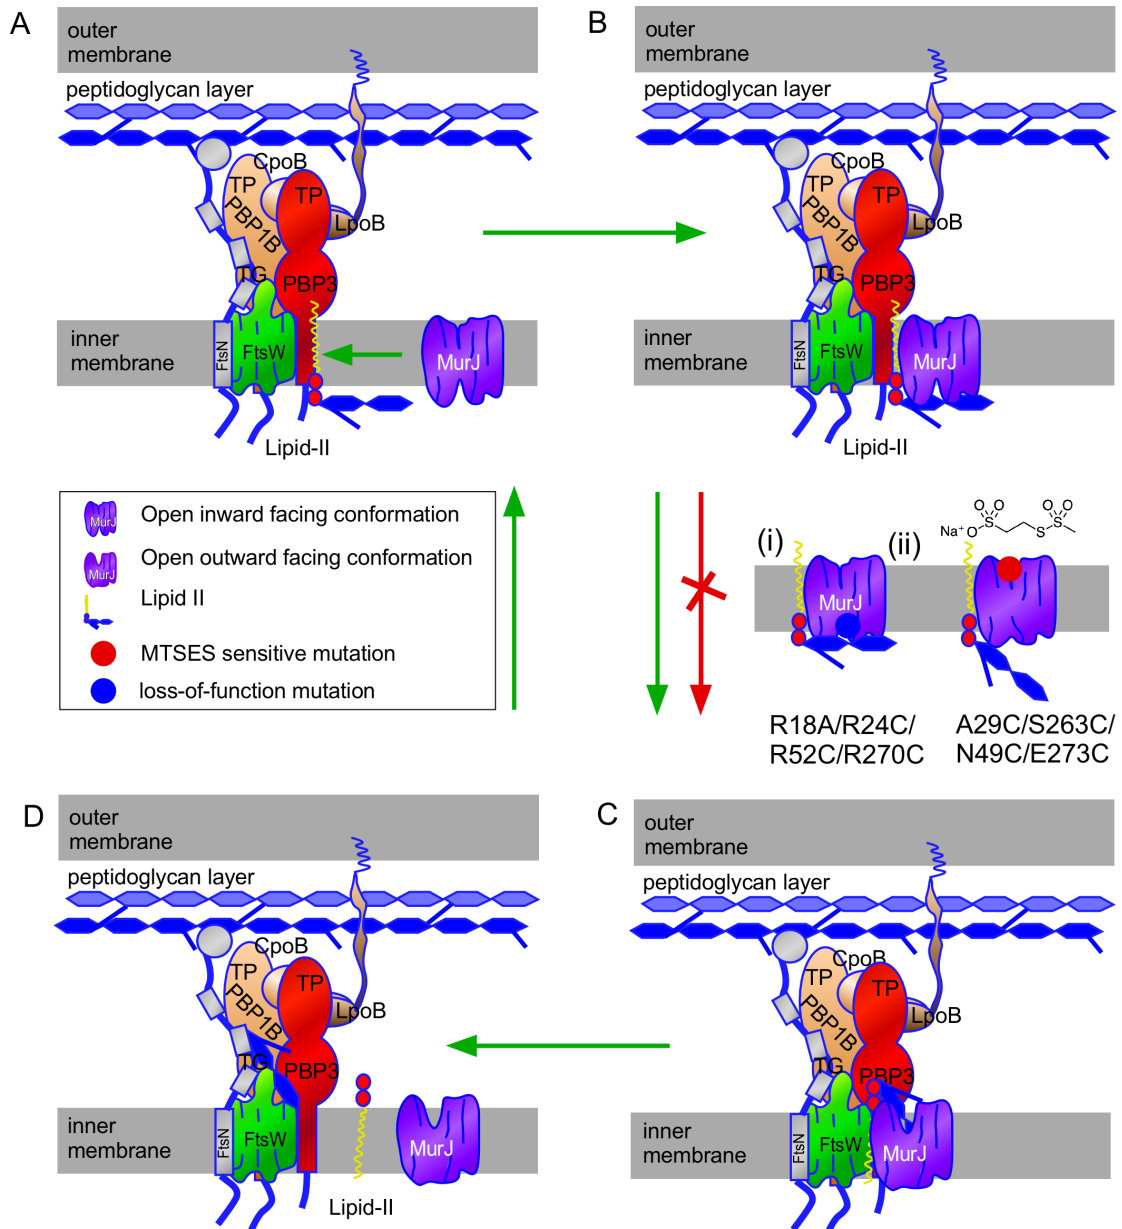 A
outer
membrane
peptidoglycan layer
CpoB
TP
TP
PBP1B
LpoB
TG
PBP3
inner
membrane
FtsN
FtsW
MurJ
Lipid-II
B
outer
membrane
peptidoglycan layer
CpoB
TP
TP
PBP1B
LpoB
TG
PBP3
inner
membrane
FtsN
FtsW
MurJ
Lipid-II
MurJ
Open inward facing conformation
MurJ
Open outward facing conformation
Lipid II
MTSES sensitive mutation
loss-of-function mutation
(i)
MurJ
R18A/R24C/
R52C/R270C
(ii)
O O
O O
Na+ O S S S
A29C/S263C/
N49C/E273C
D
outer
membrane
peptidoglycan layer
CpoB
TP
TP
PBP1B
LpoB
TG
PBP3
inner
membrane
FtsN
FtsW
MurJ
Lipid-II
C
outer
membrane
peptidoglycan layer
CpoB
TP
TP
PBP1B
LpoB
TG
PBP3
inner
membrane
FtsN
FtsW
MurJ